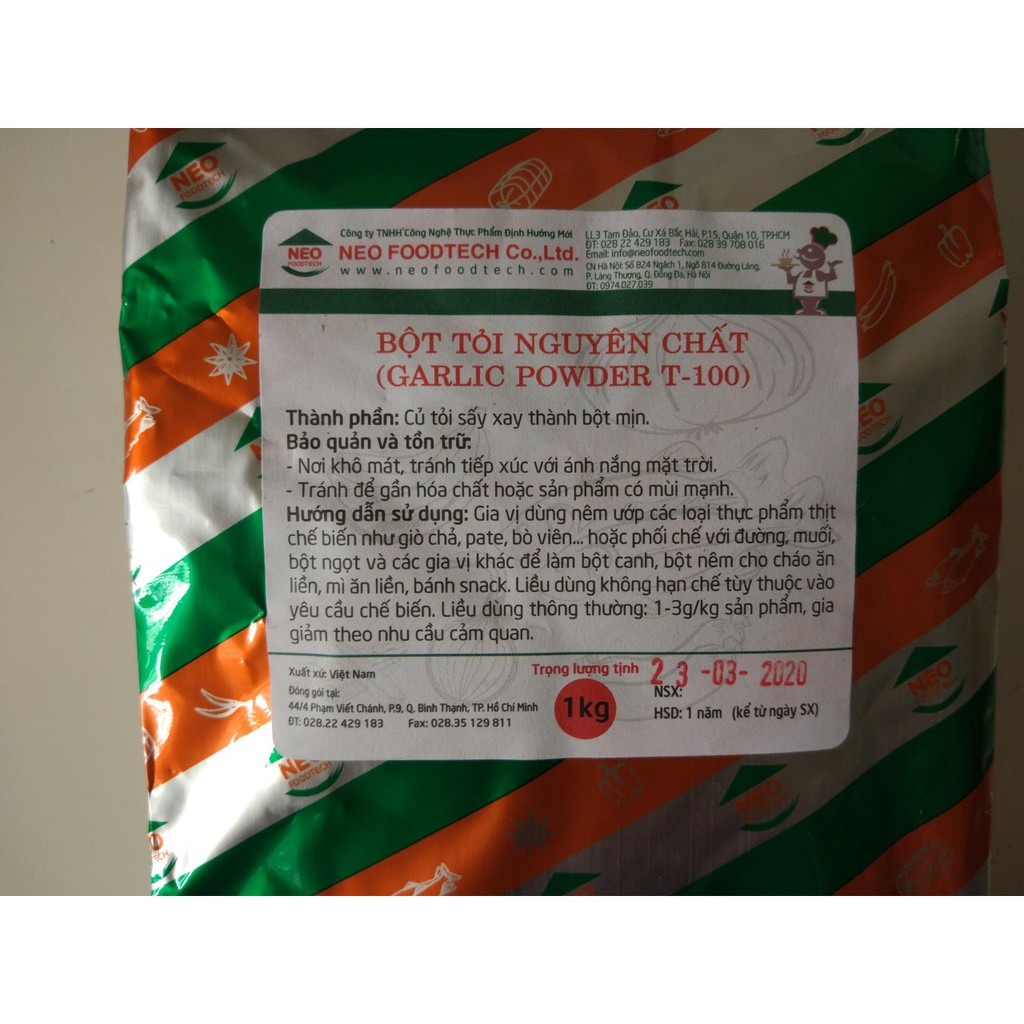 NEO
FOODTECH
Công ty TNHH Công Nghệ Thực Phẩm Định Hướng Mới
NEO FOODTECH Co.,Ltd.
www.neofoodtech.com
NEO
FOODTECH
LL3 Tam Đảo, Cư Xá Bắc Hải, P.15, Quận 10, TP.HCM
ĐT: 028 22 429 183 Fax: 028 39 708 016
Email: info@neofoodtech.com
CN Hà Nội: Số B24 Ngách 1, Ngõ 814 Đường Láng,
P. Láng Thượng, Q. Đống Đa, Hà Nội
ĐT: 0974.027.039
BỘT TỎI NGUYÊN CHẤT
(GARLIC POWDER T-100)
Thành phần: Củ tỏi sấy xay thành bột mịn.
Bảo quản và tồn trữ:
- Nơi khô mát, tránh tiếp xúc với ánh nắng mặt trời.
- Tránh để gần hóa chất hoặc sản phẩm có mùi mạnh.
Hướng dẫn sử dụng: Gia vị dùng nêm ướp các loại thực phẩm thịt
chế biến như giò chả, pate, bò viên... hoặc phối chế với đường, muối,
bột ngọt và các gia vị khác để làm bột canh, bột nêm cho cháo ăn
liền, mì ăn liền, bánh snack. Liều dùng không hạn chế tùy thuộc vào
yêu cầu chế biến. Liều dùng thông thường: 1-3g/kg sản phẩm, gia
giảm theo nhu cầu cảm quan.
Xuất xứ: Việt Nam
Đóng gói tại:
44/4 Phạm Viết Chánh, P.9, Q. Bình Thạnh, TP. Hồ Chí Minh
ĐT: 028.22 429 183 Fax: 028.35 129 811
Trọng lượng tịnh
1kg
23-03-2020
NSX:
HSD: 1 năm (kể từ ngày SX)
NEO
FOODTECH
NEO
FOODTECH
NEO
FOODTECH
NEO
FOODTECH